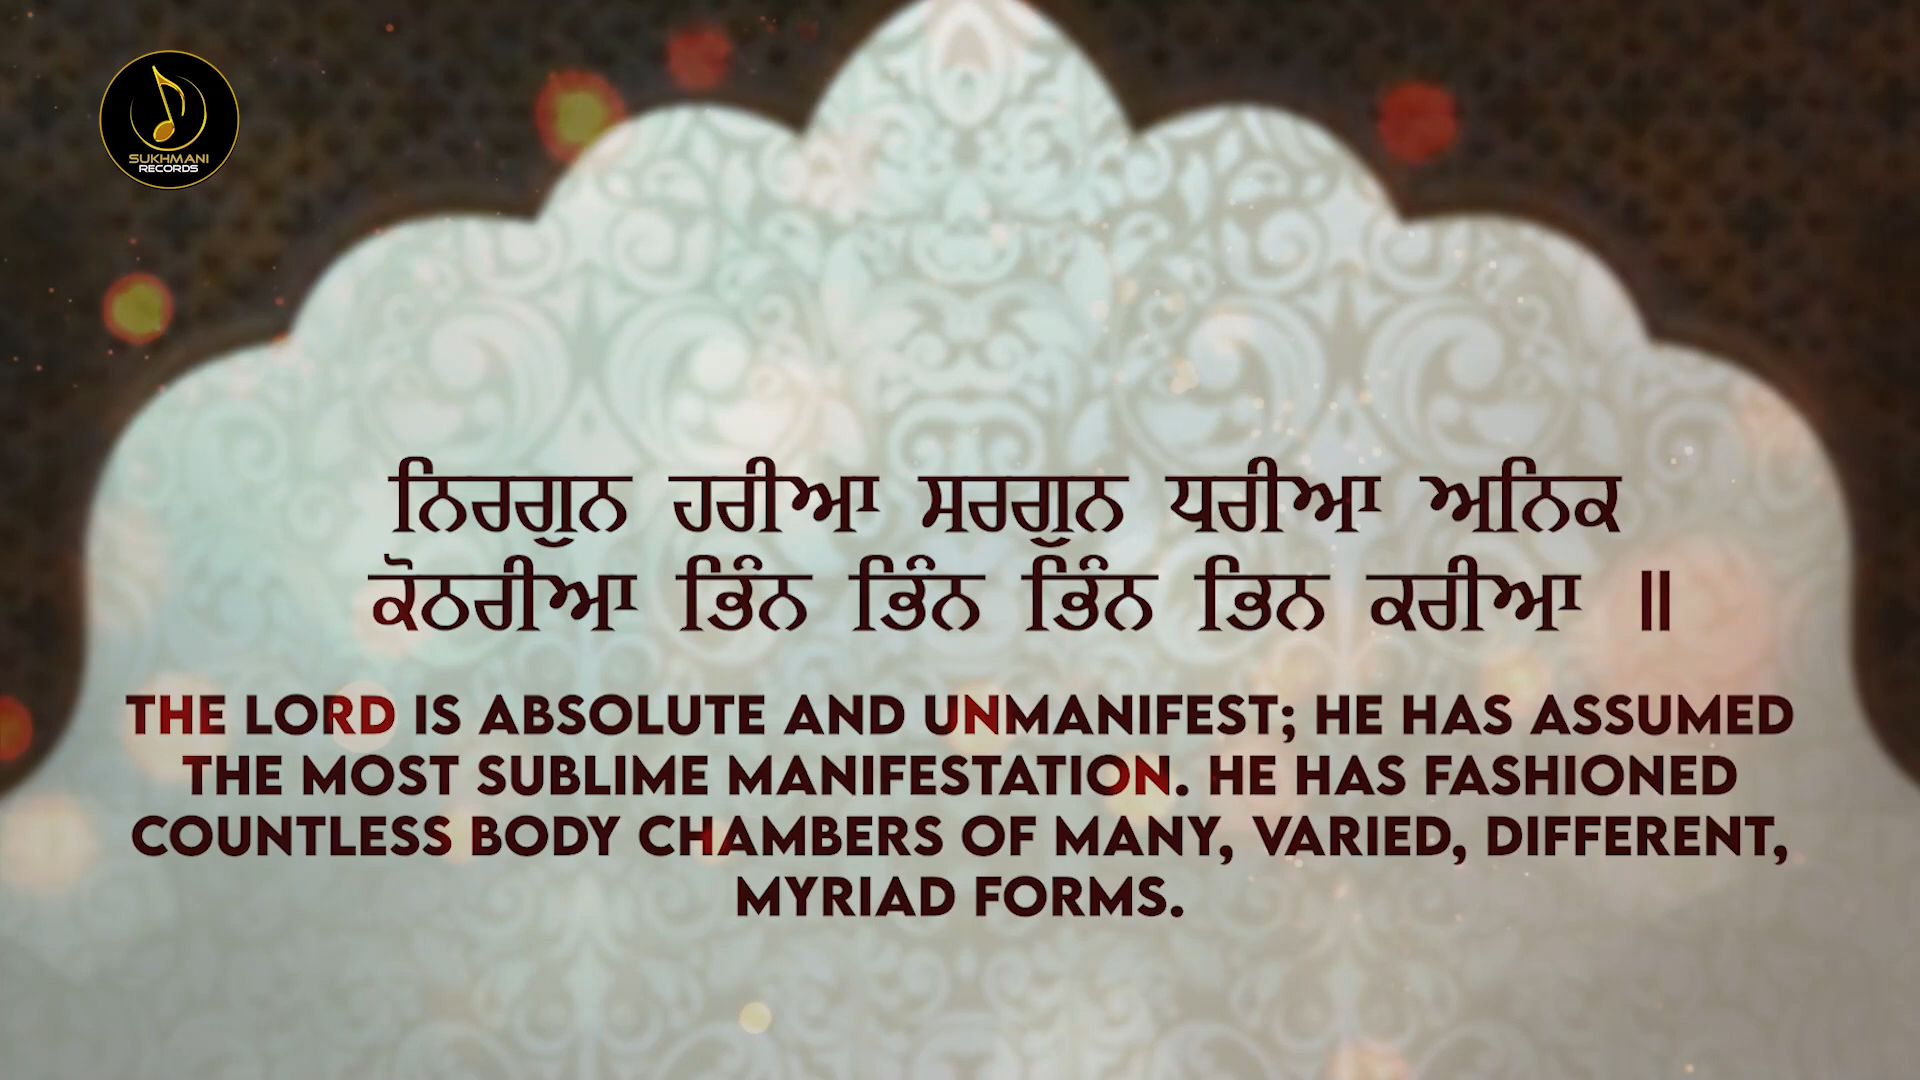 SUKHMANI
RECORDS
ਨਿਰਗੁਨ ਹਰੀਆ ਸਰਗੁਨ ਧਰੀਆ ਅਨਿਕ
ਕੋਠਰੀਆ ਭਿੰਨ ਭਿੰਨ ਭਿੰਨ ਭਿਨ ਕਰੀਆ ॥
THE LORD IS ABSOLUTE AND UNMANIFEST; HE HAS ASSUMED
THE MOST SUBLIME MANIFESTATION. HE HAS FASHIONED
COUNTLESS BODY CHAMBERS OF MANY, VARIED, DIFFERENT,
MYRIAD FORMS.